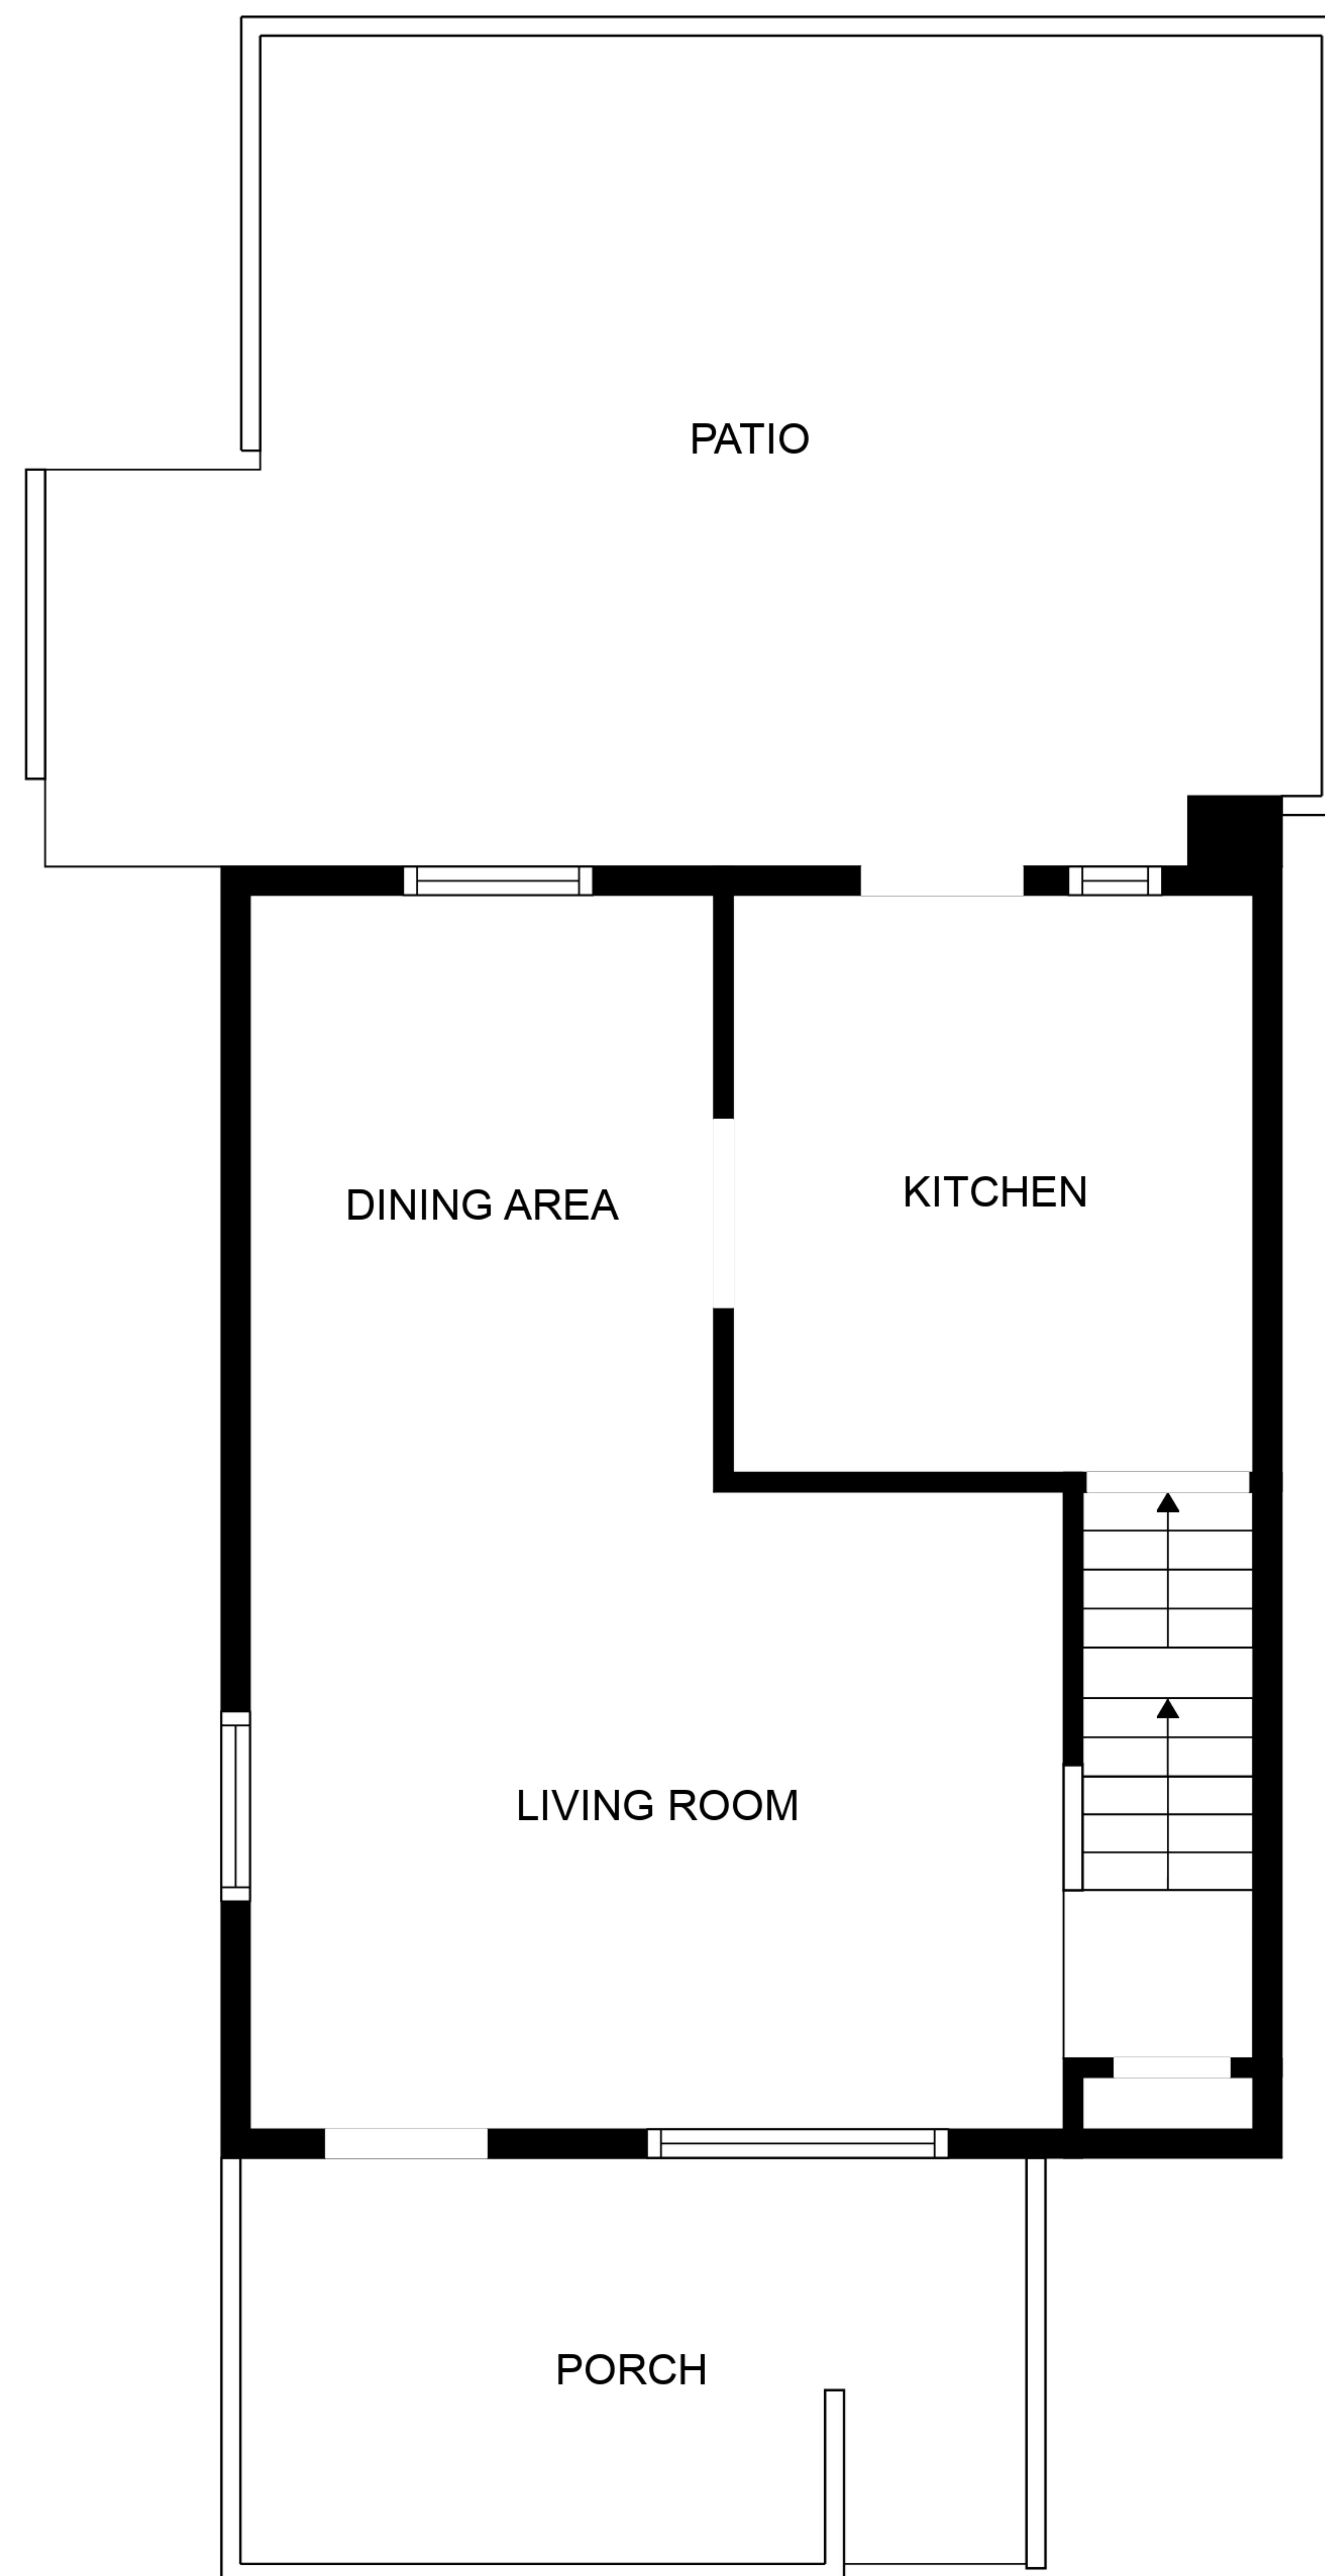 PATIO
DINING AREA
KITCHEN
LIVING ROOM
PORCH